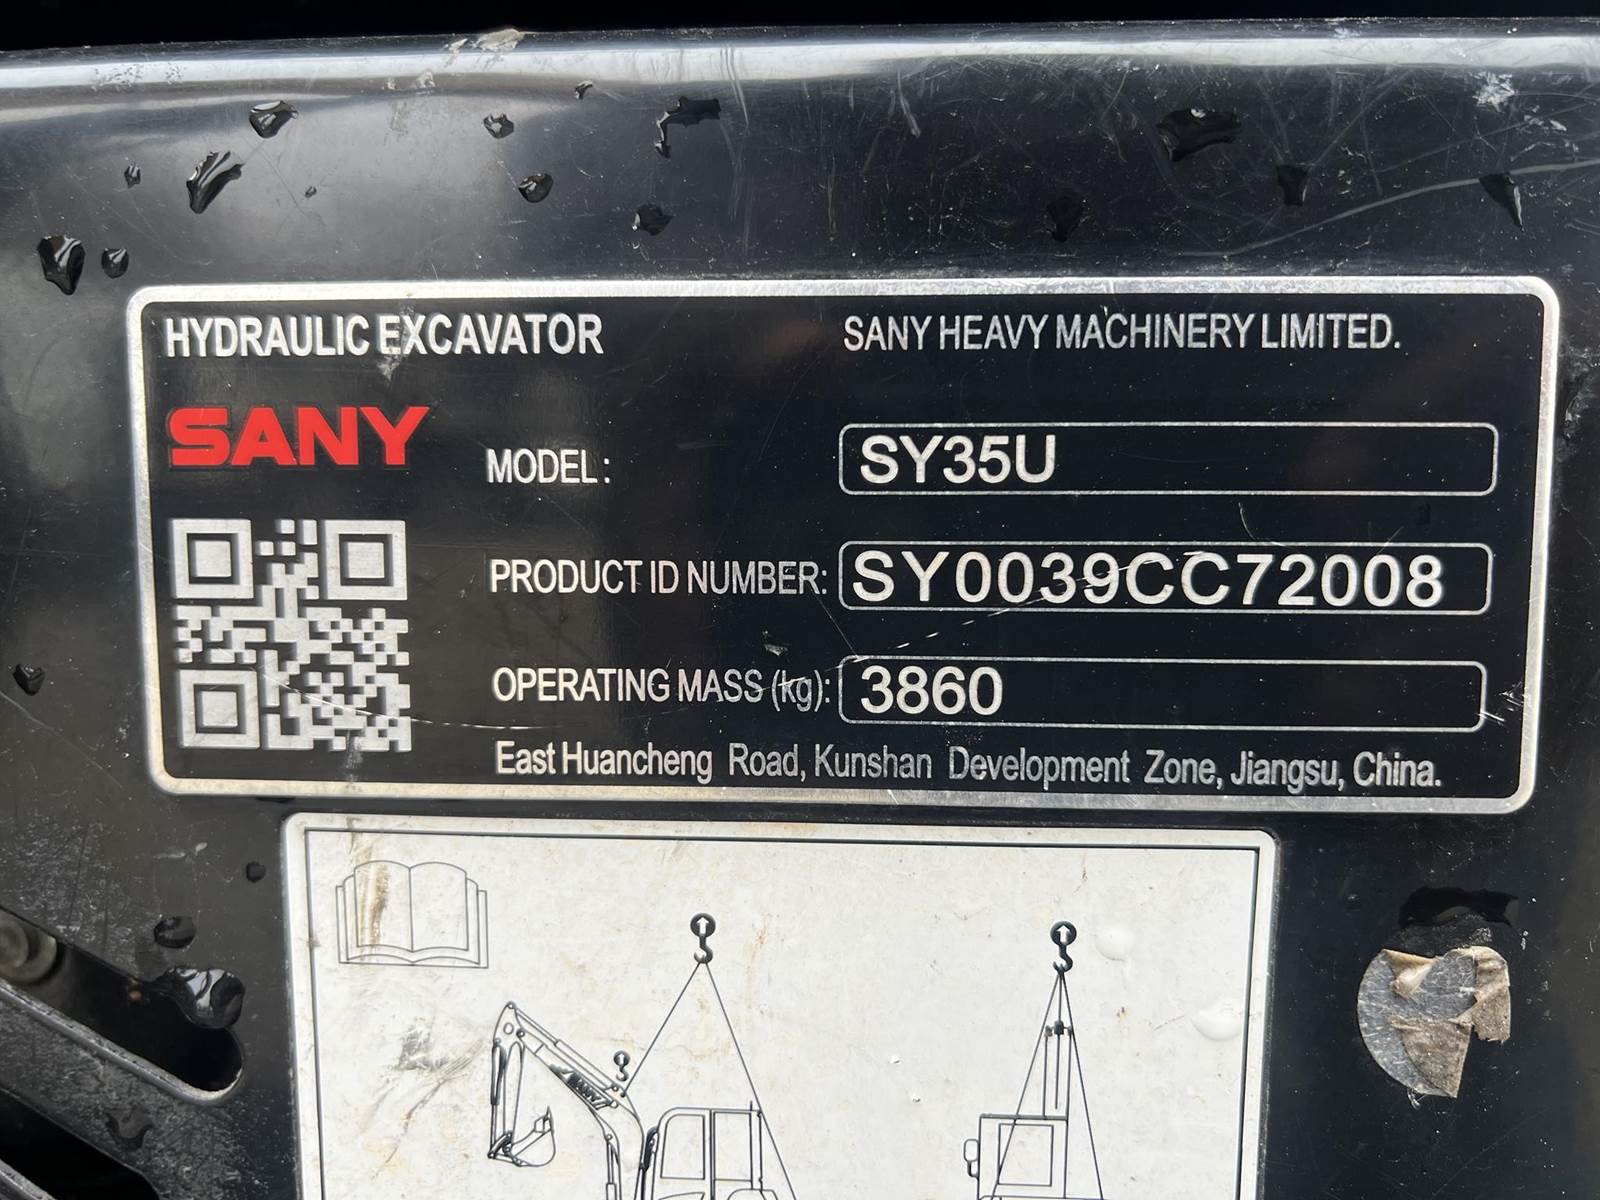 HYDRAULIC EXCAVATOR
SANY HEAVY MACHINERY LIMITED.
SANY
MODEL: SY35U
PRODUCT ID NUMBER: SY0039CC72008
OPERATING MASS (kg): 3860
East Huancheng Road, Kunshan Development Zone, Jiangsu, China.
SANY